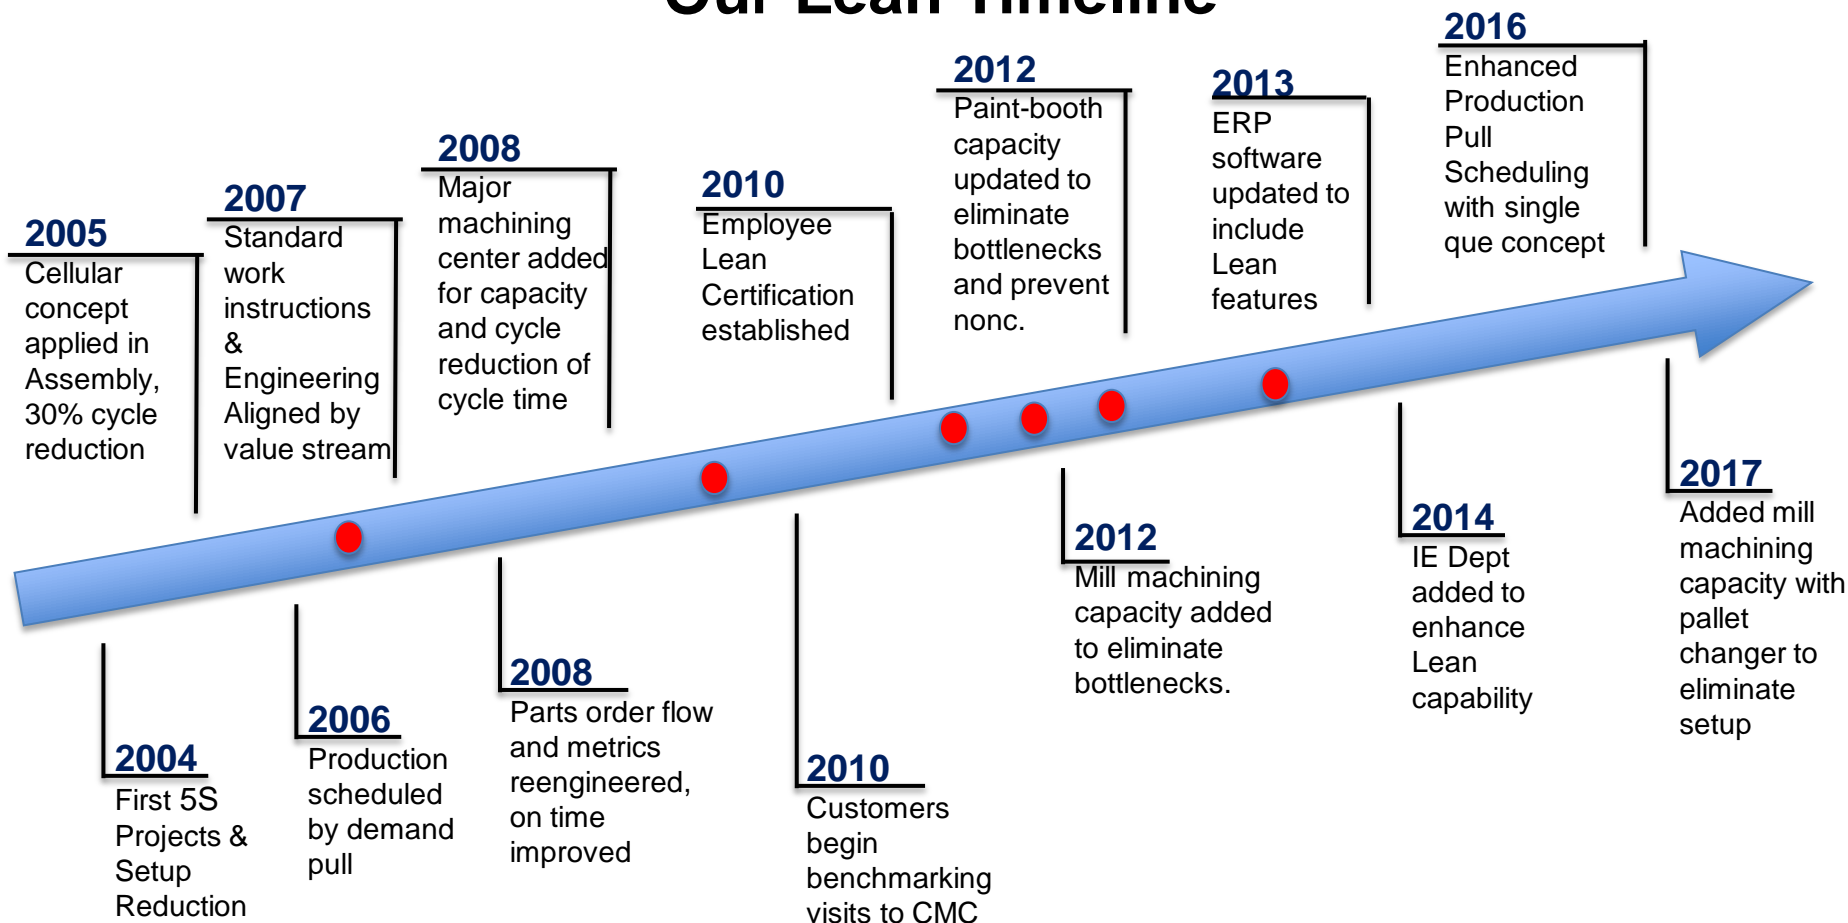 Our Lean Timeline
2005
Cellular
concept
applied in
Assembly,
30% cycle
reduction
2007
Standard
work
instructions
&
Engineering
Aligned by
value stream
2008
Major
machining
center added
for capacity
and cycle
reduction of
cycle time
2010
Employee
Lean
Certification
established
2012
Paint-booth
capacity
updated to
eliminate
bottlenecks
and prevent
nonc.
2013
ERP
software
updated to
include
Lean
features
2016
Enhanced
Production
Pull
Scheduling
with single
que concept
2004
First 5S
Projects &
Setup
Reduction
2006
Production
scheduled
by demand
pull
2008
Parts order flow
and metrics
reengineered,
on time
improved
2010
Customers
begin
benchmarking
visits to CMC
2012
Mill machining
capacity added
to eliminate
bottlenecks.
2014
IE Dept
added to
enhance
Lean
capability
2017
Added mill
machining
capacity with
pallet
changer to
eliminate
setup